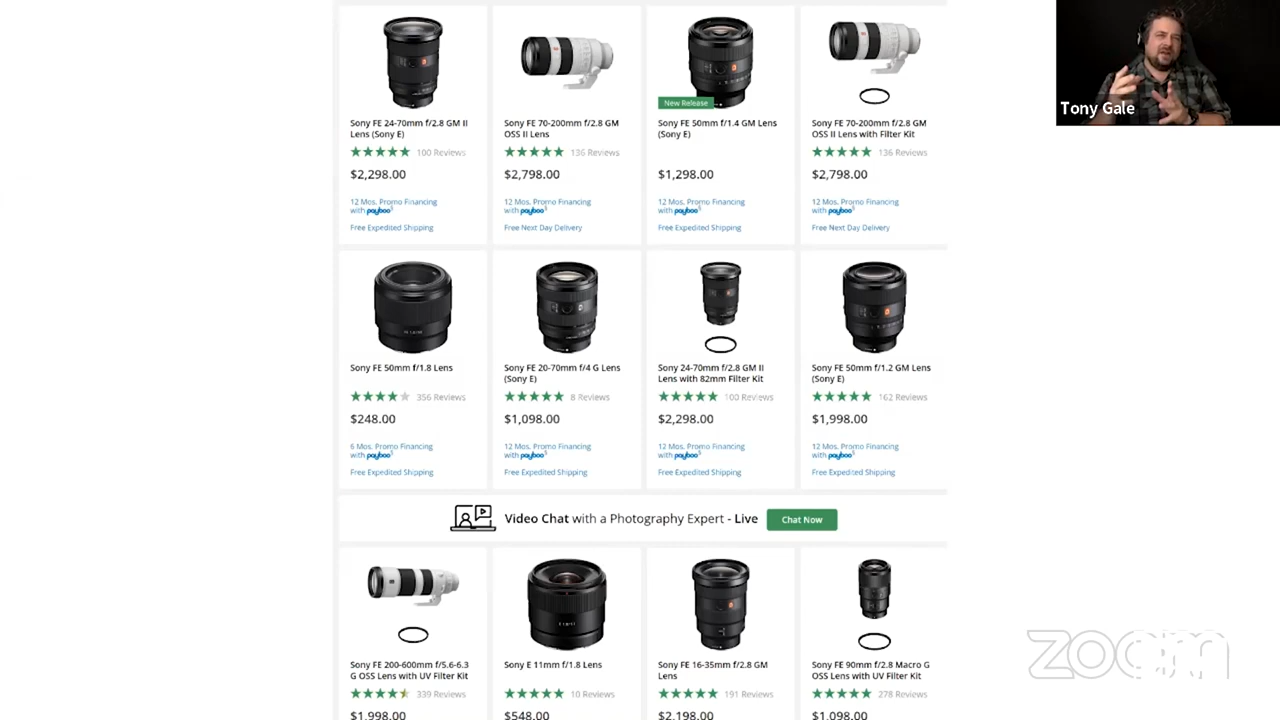 Tony Gale
Sony FE 24-70mm f/2.8 GM II
Lens (Sony E)
100 Reviews
$2,298.00
12 Mos. Promo Financing
with payboo§
Free Expedited Shipping
Sony FE 70-200mm f/2.8 GM
OSS II Lens
136 Reviews
$2,798.00
12 Mos. Promo Financing
with payboo§
Free Next Day Delivery
New Release
Sony FE 50mm f/1.4 GM Lens
(Sony E)
$1,298.00
12 Mos. Promo Financing
with payboo§
Free Expedited Shipping
Sony FE 70-200mm f/2.8 GM
OSS II Lens with Filter Kit
136 Reviews
$2,798.00
12 Mos. Promo Financing
with payboo§
Free Next Day Delivery
Sony FE 50mm f/1.8 Lens
356 Reviews
$248.00
6 Mos. Promo Financing
with payboo§
Free Expedited Shipping
Sony FE 20-70mm f/4 G Lens
(Sony E)
8 Reviews
$1,098.00
12 Mos. Promo Financing
with payboo§
Free Expedited Shipping
Sony 24-70mm f/2.8 GM II
Lens with 82mm Filter Kit
100 Reviews
$2,298.00
12 Mos. Promo Financing
with payboo§
Free Expedited Shipping
Sony FE 50mm f/1.2 GM Lens
(Sony E)
162 Reviews
$1,998.00
12 Mos. Promo Financing
with payboo§
Free Expedited Shipping
Video Chat with a Photography Expert - Live
Chat Now
Sony FE 200-600mm f/5.6-6.3
G OSS Lens with UV Filter Kit
339 Reviews
$1,998.00
Sony E 11mm f/1.8 Lens
10 Reviews
$548.00
Sony FE 16-35mm f/2.8 GM
Lens
191 Reviews
$2,198.00
Sony FE 90mm f/2.8 Macro G
OSS Lens with UV Filter Kit
278 Reviews
$1,098.00
zoom